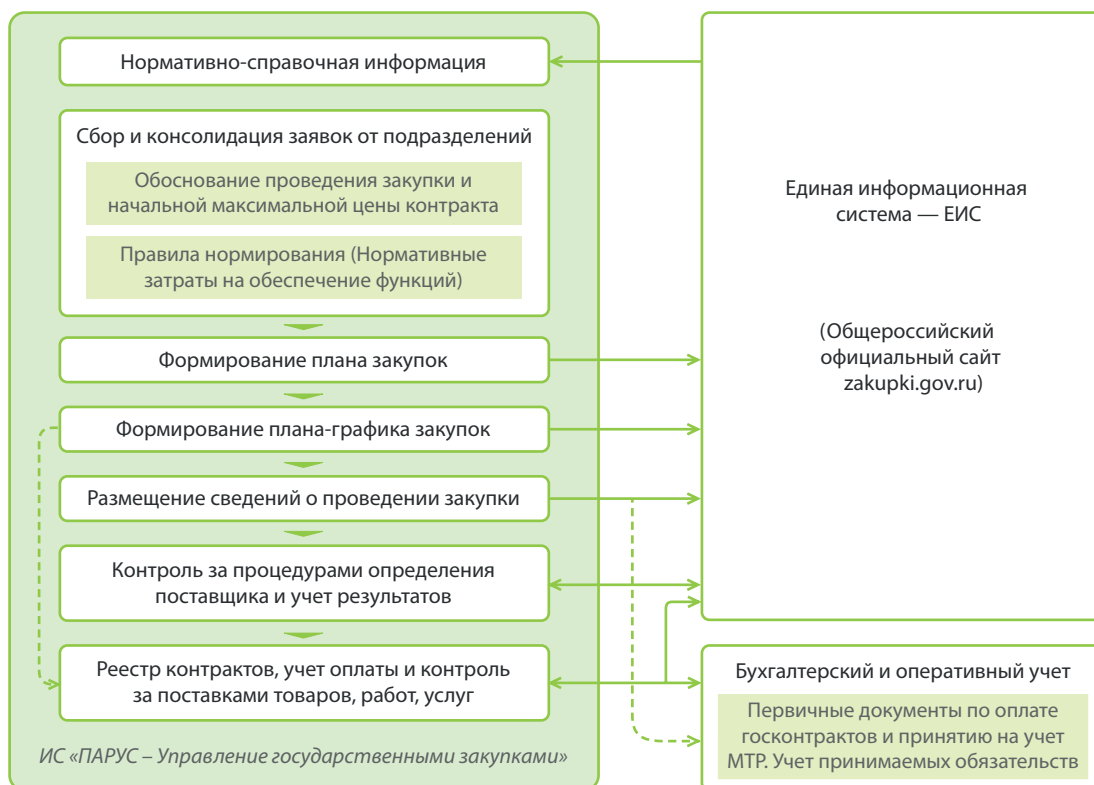 Нормативно-справочная информация
Сбор и консолидация заявок от подразделений
Обоснование проведения закупки и
начальной максимальной цены контракта
Правила нормирования (Нормативные
затраты на обеспечение функций)
Формирование плана закупок
Формирование плана-графика закупок
Размещение сведений о проведении закупки
Контроль за процедурами определения
поставщика и учет результатов
Реестр контрактов, учет оплаты и контроль
за поставками товаров, работ, услуг
ИС «ПАРУС – Управление государственными закупками»
Единая информационная
система — ЕИС
(Общероссийский
официальный сайт
zakupki.gov.ru)
Бухгалтерский и оперативный учет
Первичные документы по оплате
госконтрактов и принятию на учет
МТР. Учет принимаемых обязательств